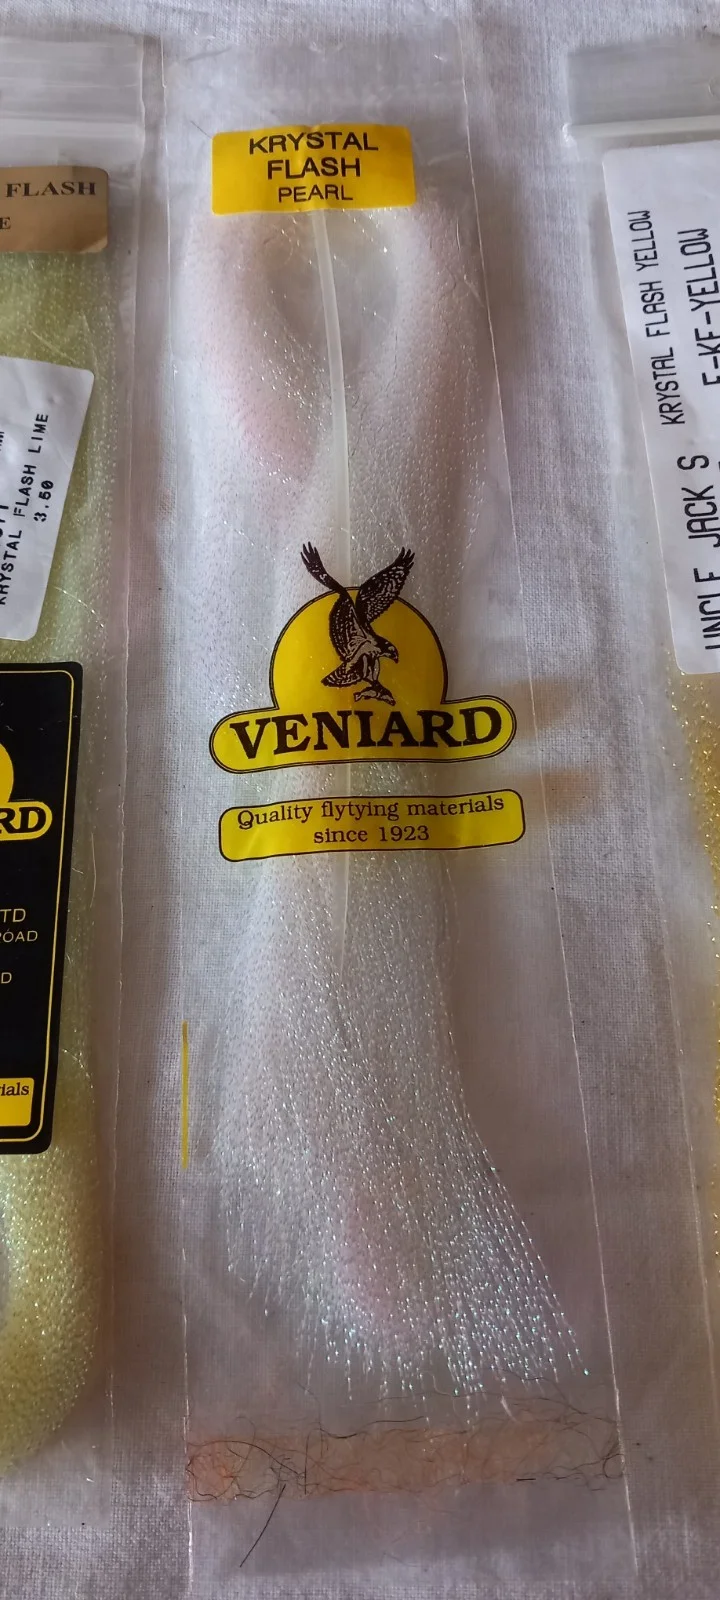 FLASH
E
KRYSTAL FLASH LIME
3.50
RD
TD
ROAD
D
ials
KRYSTAL
FLASH
PEARL
VENIARD
Quality flytying materials
since 1923
KRYSTAL FLASH YELLOW
UNCLE JACK S
F-KF-YELLOW